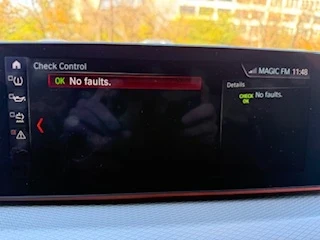 Check Control
MAGIC FM 11:48
OK No faults.
Details
CHECK OK No faults.